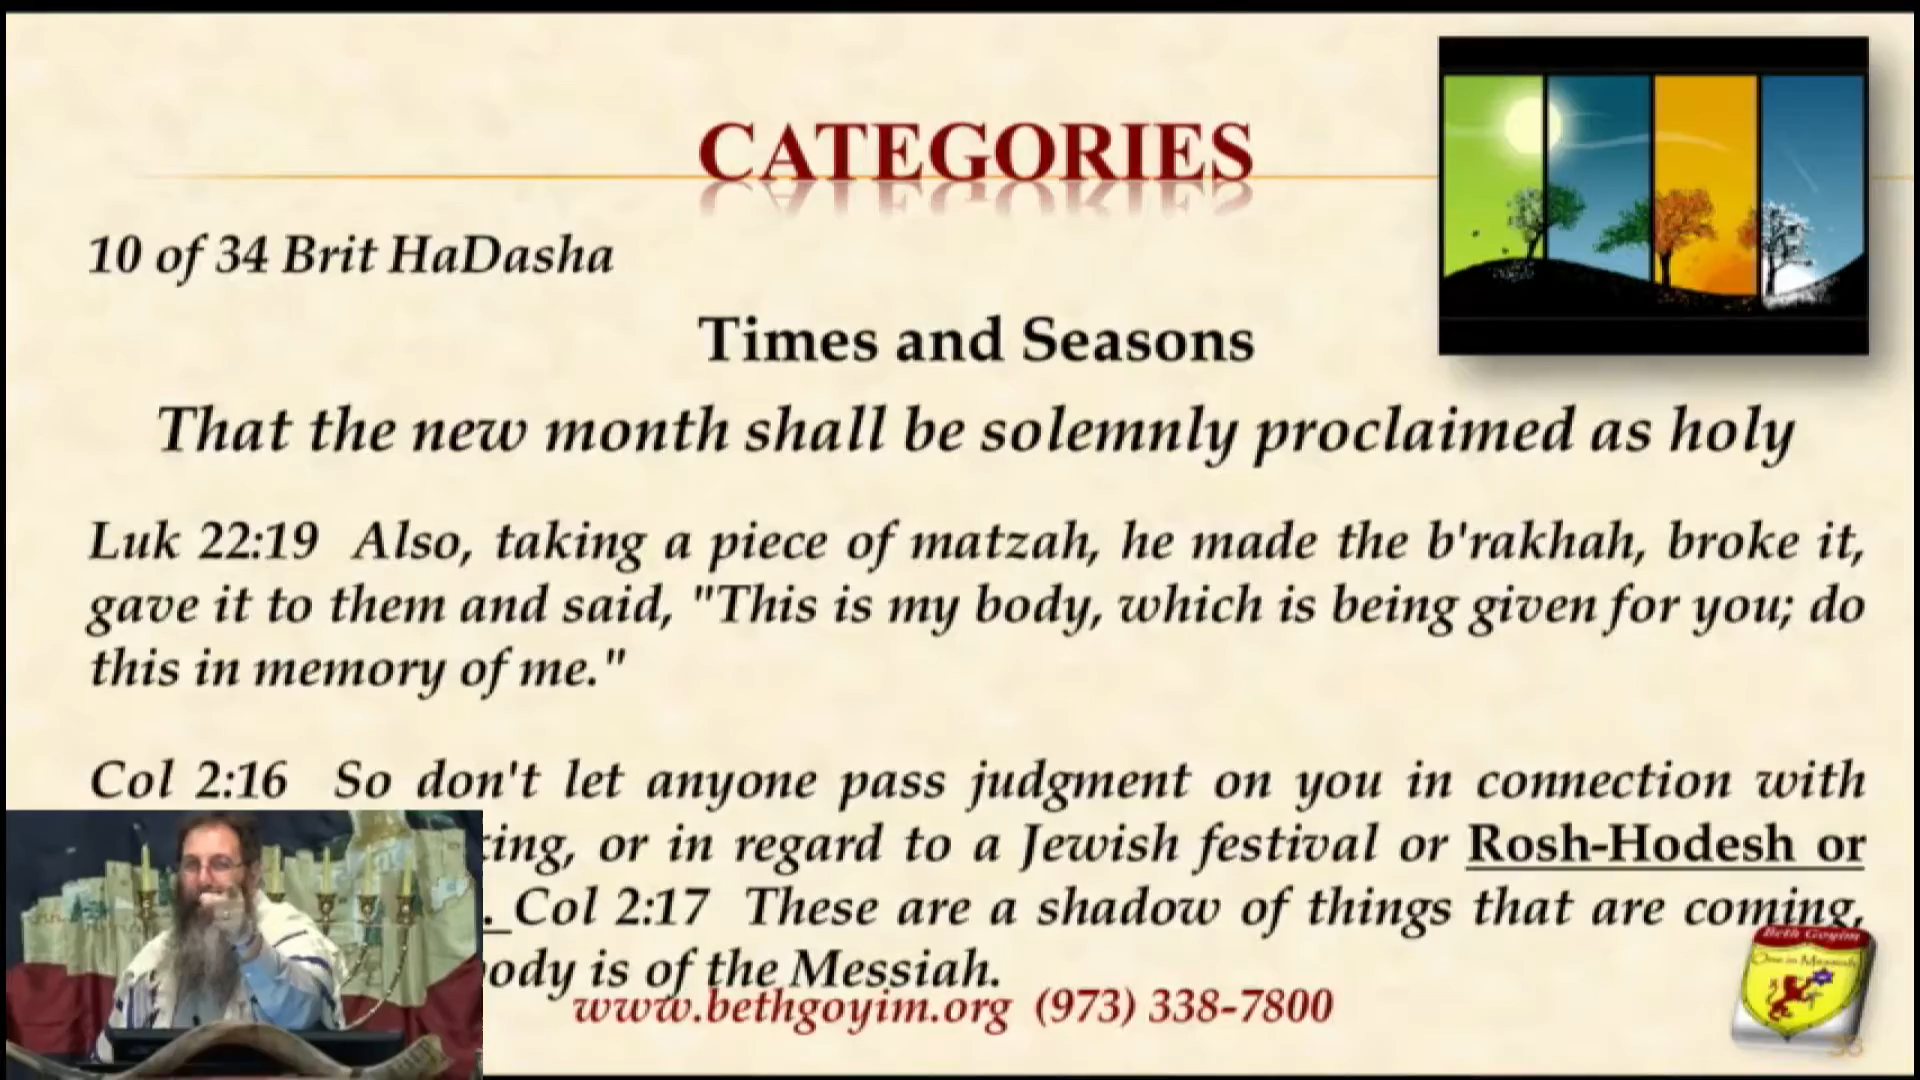 CATEGORIES
10 of 34 Brit HaDasha
Times and Seasons
That the new month shall be solemnly proclaimed as holy
Luk 22:19 Also, taking a piece of matzah, he made the b'rakhah, broke it,
gave it to them and said, "This is my body, which is being given for you; do
this in memory of me."
Col 2:16 So don't let anyone pass judgment on you in connection with
ing, or in regard to a Jewish festival or Rosh-Hodesh or
. Col 2:17 These are a shadow of things that are coming,
ody is of the Messiah.
www.bethgoyim.org (973) 338-7800
Beth Goyim
One in Messiah